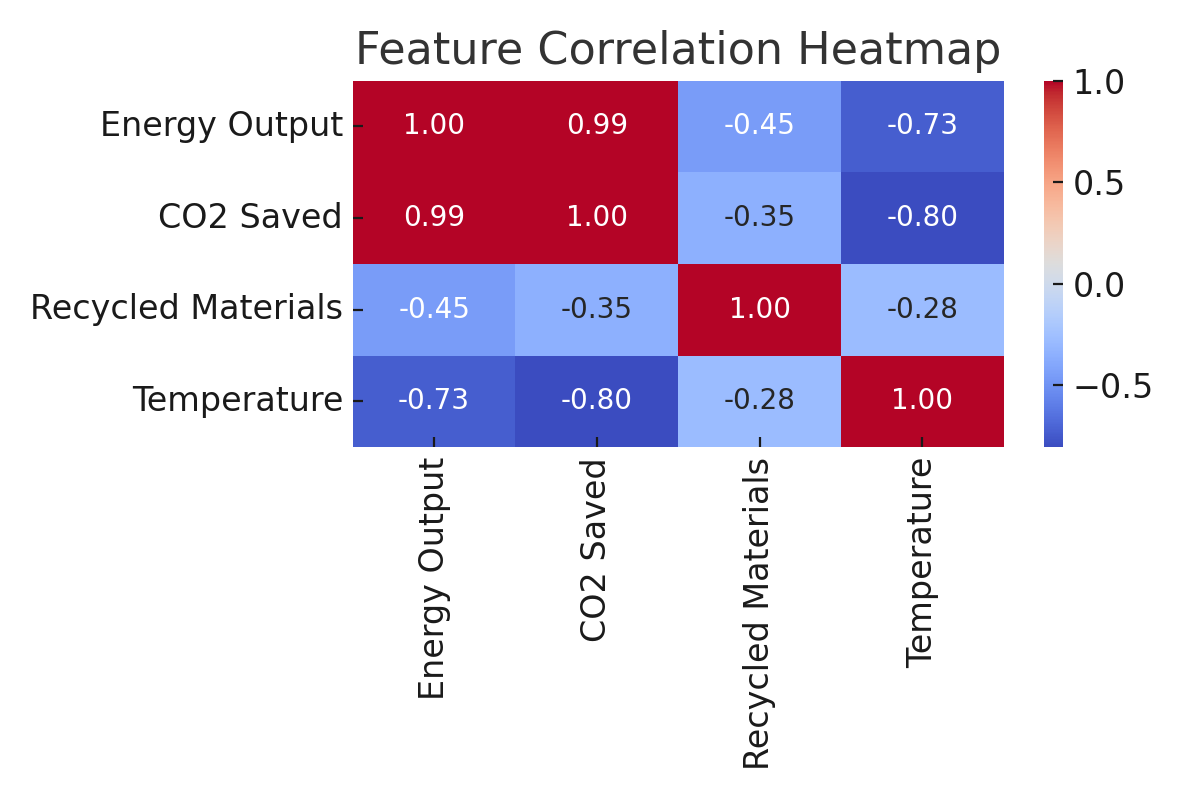 Feature Correlation Heatmap
Energy Output 1.00 0.99 -0.45 -0.73
CO2 Saved 0.99 1.00 -0.35 -0.80
Recycled Materials -0.45 -0.35 1.00 -0.28
Temperature -0.73 -0.80 -0.28 1.00
Energy Output
CO2 Saved
Recycled Materials
Temperature
1.0
0.5
0.0
−0.5